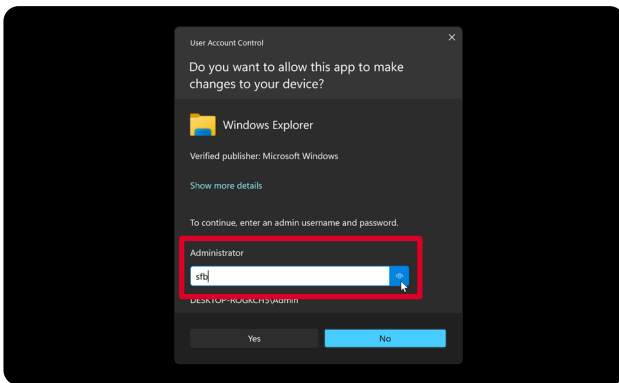 User Account Control
Do you want to allow this app to make
changes to your device?
Windows Explorer
Verified publisher: Microsoft Windows
Show more details
To continue, enter an admin username and password.
Administrator
sfb
DESKTOP-ROGKCH5\Admin
Yes
No